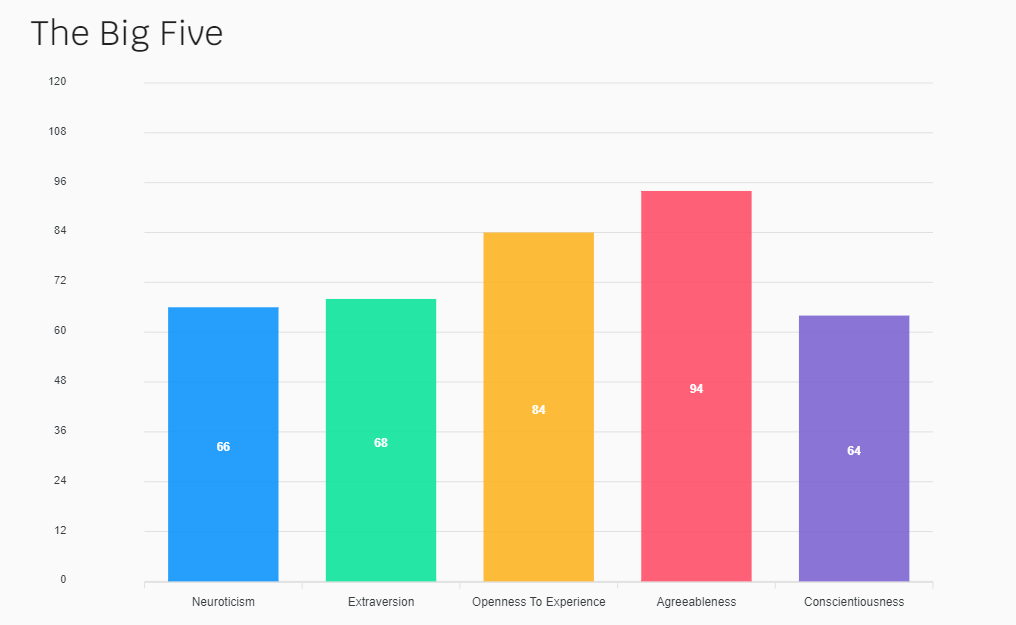 The Big Five
120
108
96
84
72
60
48
36
24
12
0
66
68
84
94
64
Neuroticism
Extraversion
Openness To Experience
Agreeableness
Conscientiousness